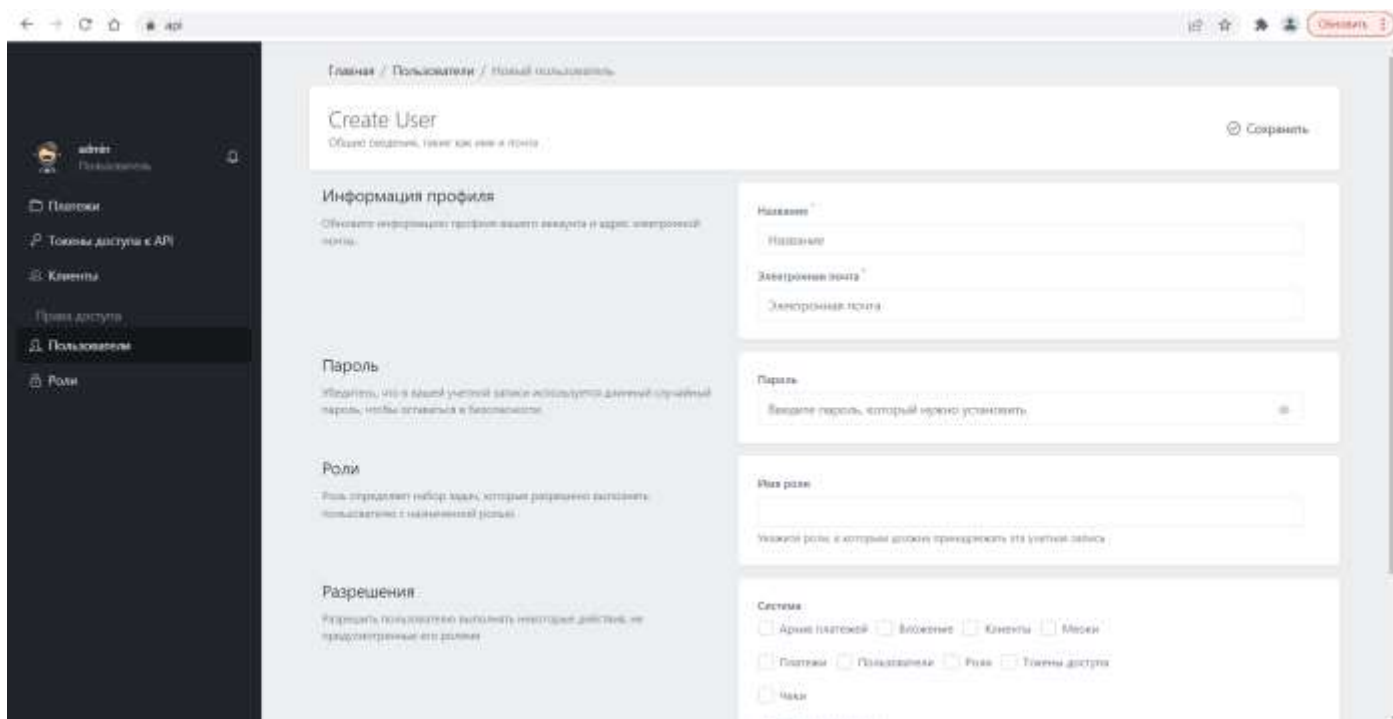 api
Обновить
Главная / Пользователи / Новый пользователь
Create User
Общие сведения, такие как имя и почта
Сохранить
admin
Пользователь
Платежи
Токены доступа к API
Клиенты
Права доступа
Пользователи
Роли
Информация профиля
Обновите информацию профиля вашего аккаунта и адрес электронной
почты.
Название *
Название
Электронная почта *
Электронная почта
Пароль
Убедитесь, что в вашей учетной записи используется длинный случайный
пароль, чтобы оставаться в безопасности
Пароль
Введите пароль, который нужно установить
Роли
Роль определяет набор задач, которые разрешено выполнять
пользователю с назначенной ролью
Имя роли
Укажите роли, к которым должна принадлежать эта учетная запись
Разрешения
Разрешить пользователю выполнять некоторые действия, не
предусмотренные его ролями
Система
Архив платежей Вложение Клиенты
Платежи Пользователи Роли Токены доступа
Чеки